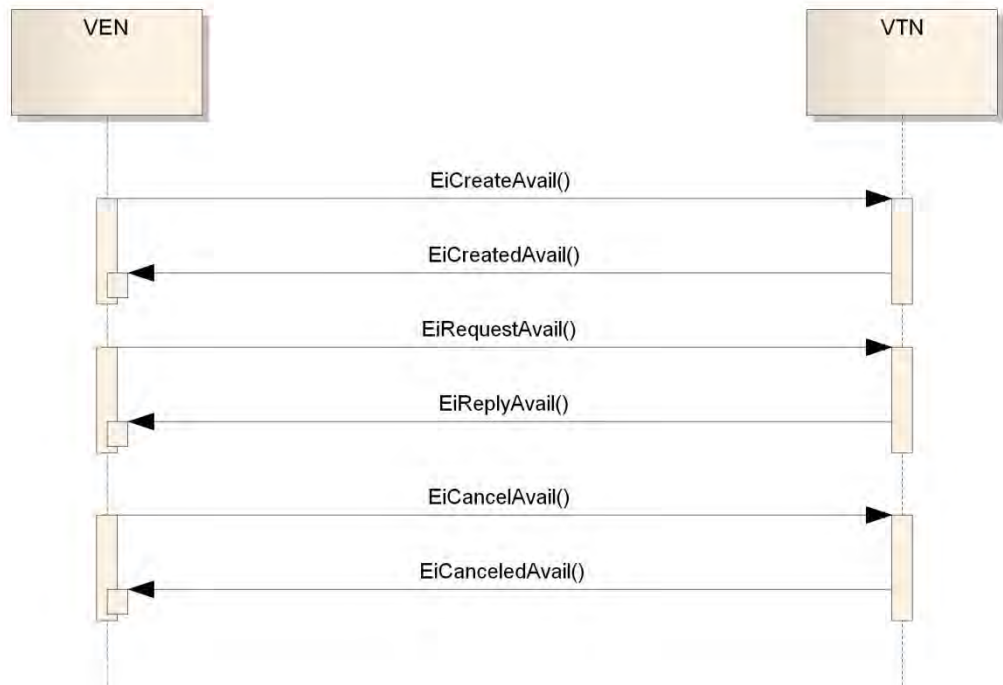 VEN
VTN
EiCreateAvail()
EiCreatedAvail()
EiRequestAvail()
EiReplyAvail()
EiCancelAvail()
EiCanceledAvail()